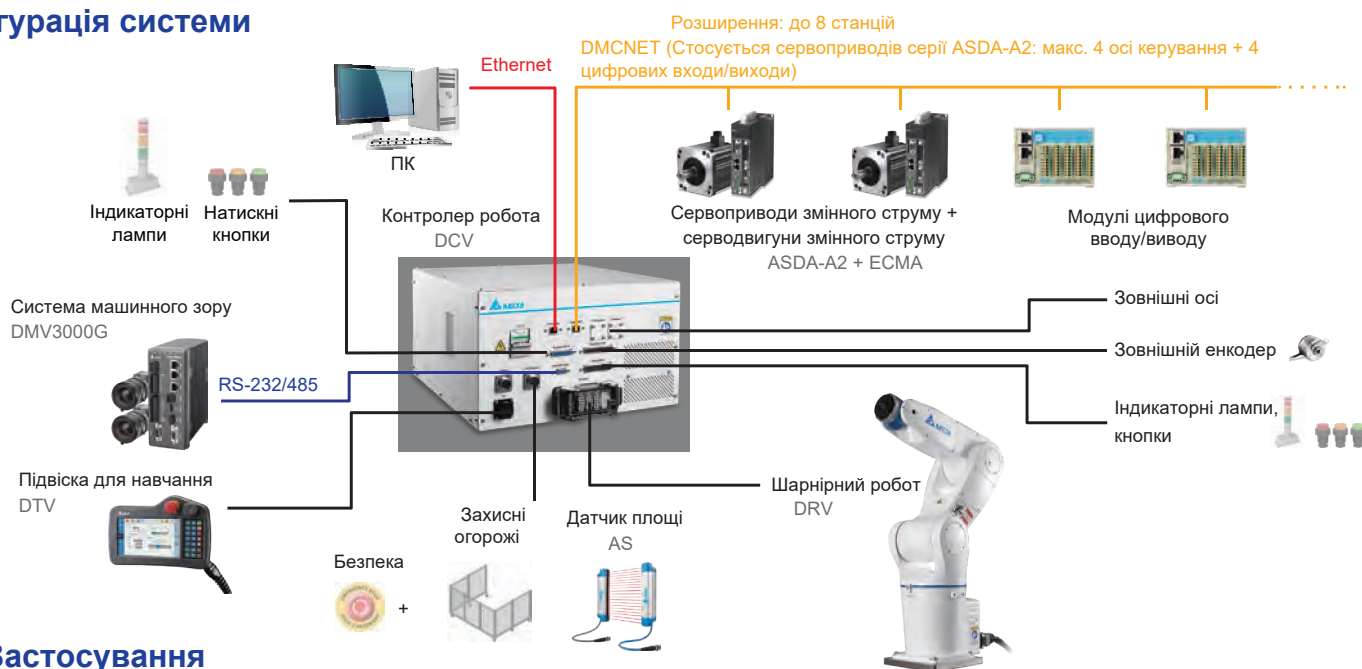 гурація системи
Розширення: до 8 станцій
DMCNET (Стосується сервоприводів серії ASDA-A2: макс. 4 осі керування + 4
цифрових входи/виходи)
Ethernet
ПК
Індикаторні
лампи
Натискні
кнопки
Контролер робота
DCV
Сервоприводи змінного струму +
серводвигуни змінного струму
ASDA-A2 + ECMA
Модулі цифрового
вводу/виводу
Система машинного зору
DMV3000G
RS-232/485
DELTA
Зовнішні осі
Зовнішній енкодер
Індикаторні лампи,
кнопки
Підвіска для навчання
DTV
Шарнірний робот
DRV
DELTA
Захисні
огорожі
Датчик площі
AS
Безпека
+
Застосування